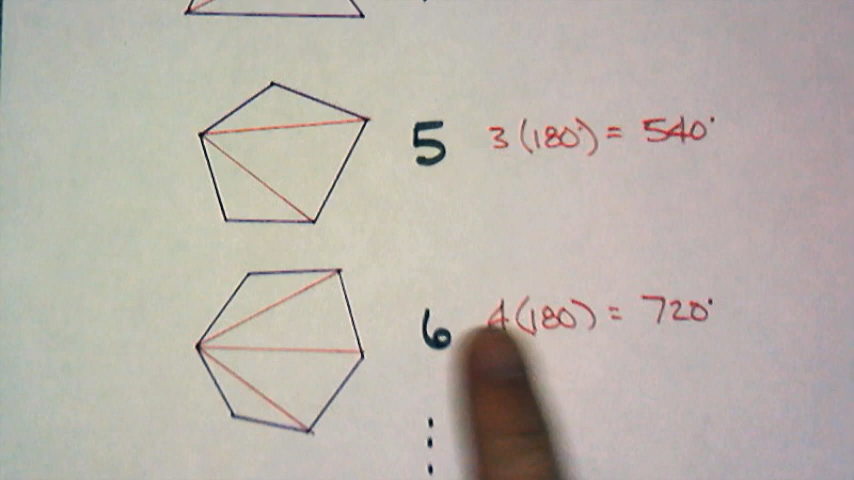 5 3(180°) = 540°
6 4(180) = 720°